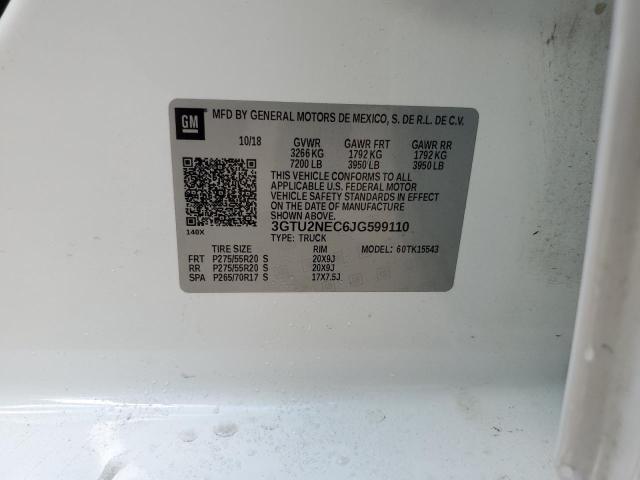 GM
MFD BY GENERAL MOTORS DE MEXICO, S. DE R.L. DE C.V.
10/18 GVWR GAWR FRT GAWR RR
3266 KG 1792 KG 1792 KG
7200 LB 3950 LB 3950 LB
THIS VEHICLE CONFORMS TO ALL
APPLICABLE U.S. FEDERAL MOTOR
VEHICLE SAFETY STANDARDS IN EFFECT
ON THE DATE OF MANUFACTURE
SHOWN ABOVE.
140X
3GTU2NEC6JG599110
TYPE: TRUCK MODEL: 60TK15543
TIRE SIZE RIM
FRT P275/55R20 S 20X9J
RR P275/55R20 S 20X9J
SPA P265/70R17 S 17X7.5J